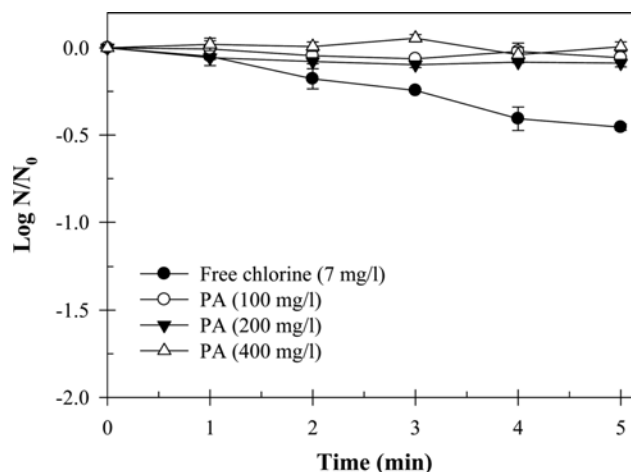 0.0
-0.5
-1.0
-1.5
-2.0
Log N/N₀
Free chlorine (7 mg/l)
PA (100 mg/l)
PA (200 mg/l)
PA (400 mg/l)
0 1 2 3 4 5
Time (min)